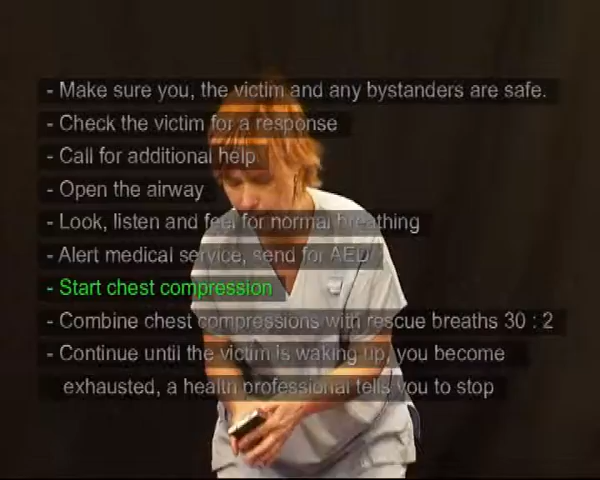 - Make sure you, the victim and any bystanders are safe.
- Check the victim for a response
- Call for additional help.
- Open the airway
- Look, listen and feel for normal breathing
- Alert medical service, send for AED
- Start chest compression
- Combine chest compressions with rescue breaths 30 : 2
- Continue until the victim is waking up, you become
exhausted, a health professional tells you to stop